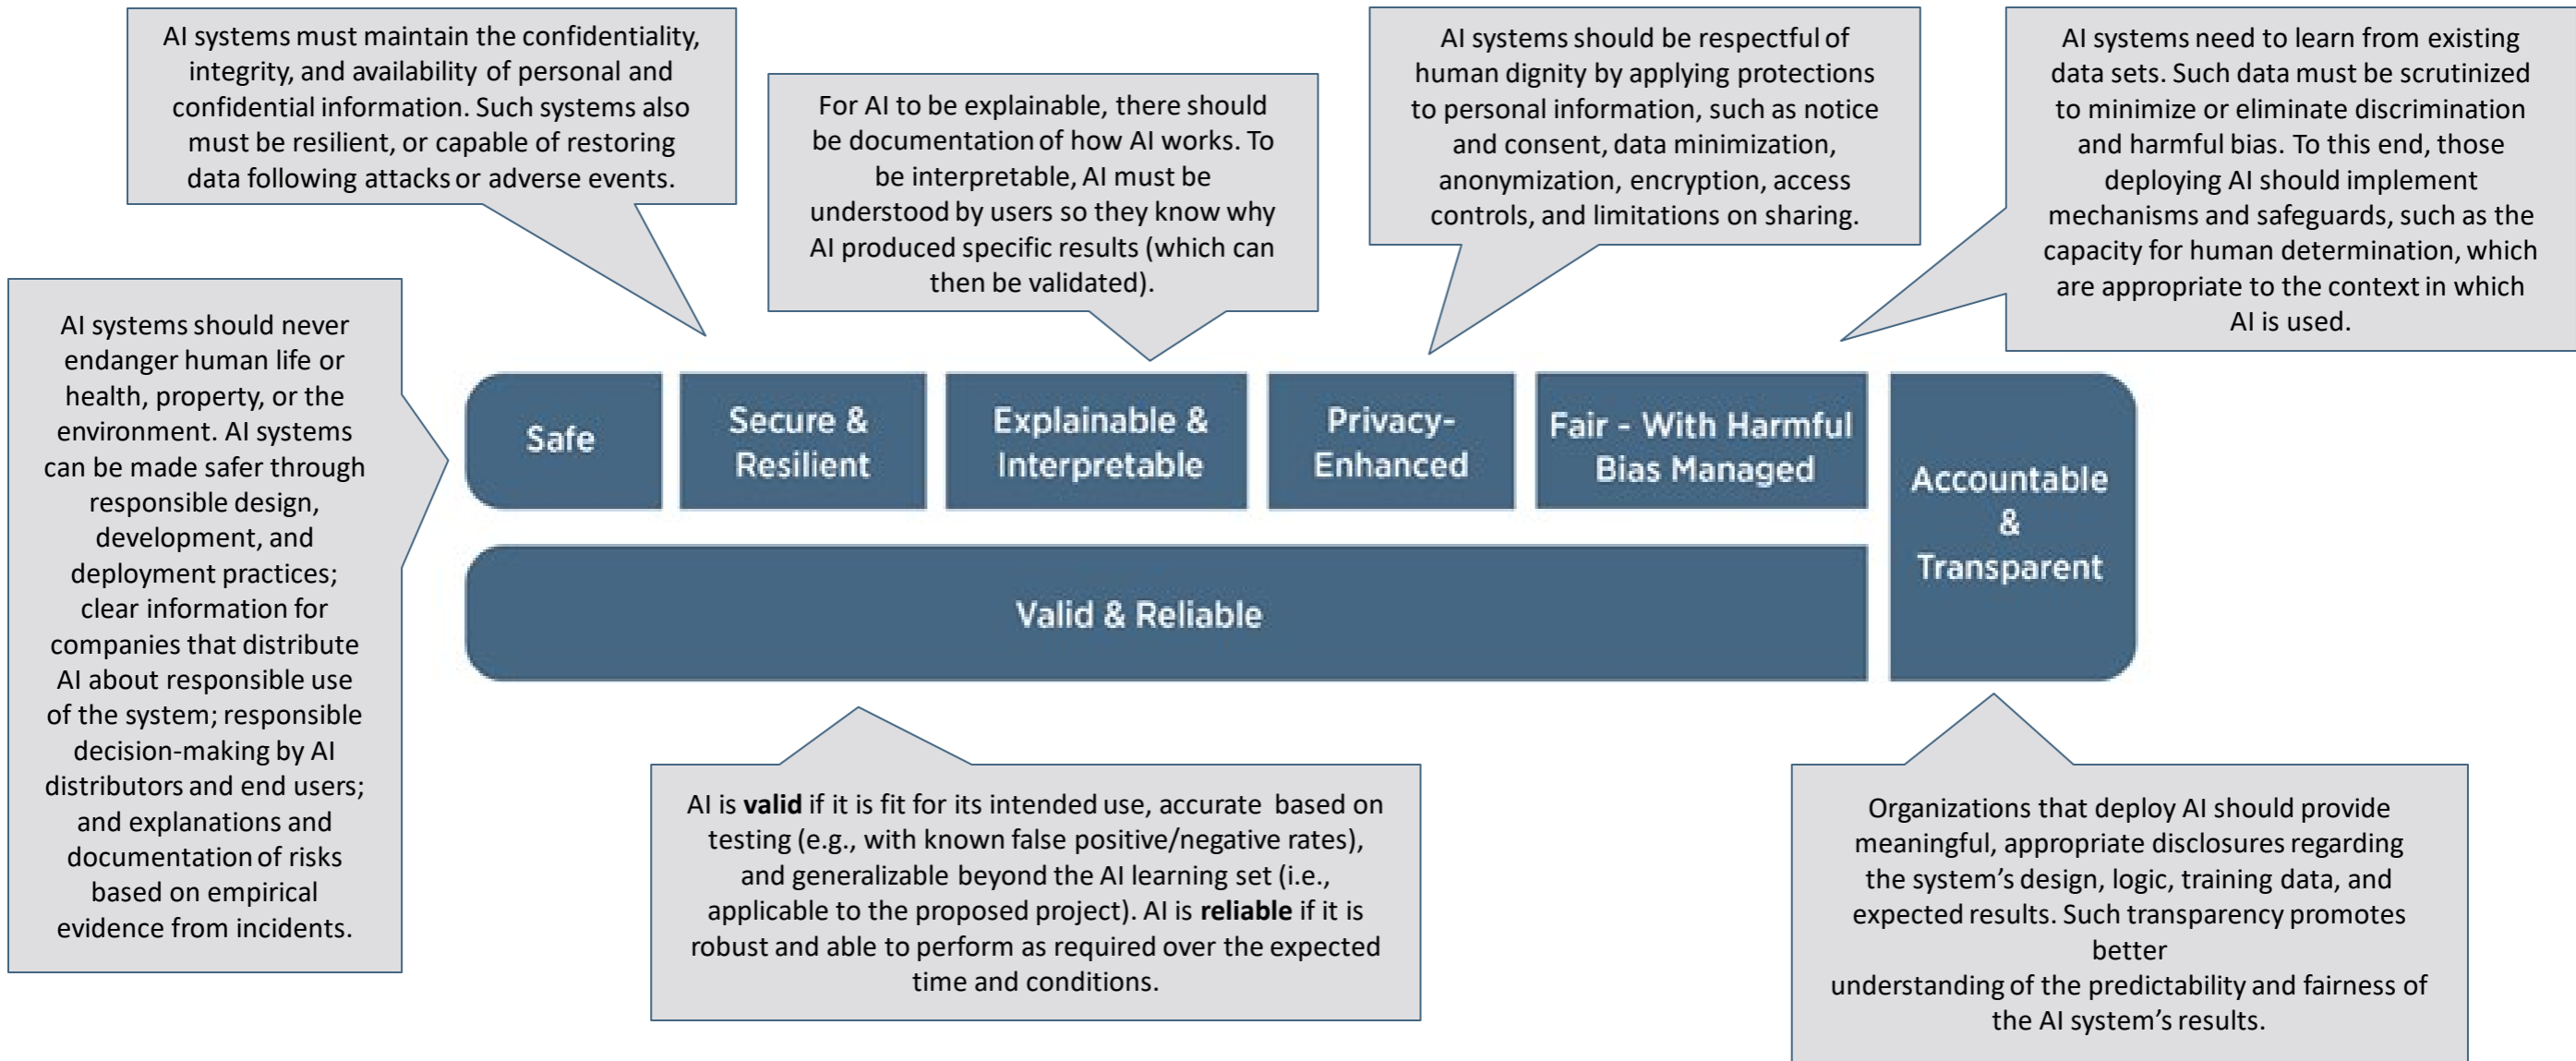 AI systems must maintain the confidentiality,
integrity, and availability of personal and
confidential information. Such systems also
must be resilient, or capable of restoring
data following attacks or adverse events.
For AI to be explainable, there should
be documentation of how AI works. To
be interpretable, AI must be
understood by users so they know why
AI produced specific results (which can
then be validated).
AI systems should be respectful of
human dignity by applying protections
to personal information, such as notice
and consent, data minimization,
anonymization, encryption, access
controls, and limitations on sharing.
AI systems need to learn from existing
data sets. Such data must be scrutinized
to minimize or eliminate discrimination
and harmful bias. To this end, those
deploying AI should implement
mechanisms and safeguards, such as the
capacity for human determination, which
are appropriate to the context in which
AI is used.
AI systems should never
endanger human life or
health, property, or the
environment. AI systems
can be made safer through
responsible design,
development, and
deployment practices;
clear information for
companies that distribute
AI about responsible use
of the system; responsible
decision-making by AI
distributors and end users;
and explanations and
documentation of risks
based on empirical
evidence from incidents.
Safe
Secure &
Resilient
Explainable &
Interpretable
Privacy-
Enhanced
Fair - With Harmful
Bias Managed
Accountable
&
Transparent
Valid & Reliable
AI is valid if it is fit for its intended use, accurate based on
testing (e.g., with known false positive/negative rates),
and generalizable beyond the AI learning set (i.e.,
applicable to the proposed project). AI is reliable if it is
robust and able to perform as required over the expected
time and conditions.
Organizations that deploy AI should provide
meaningful, appropriate disclosures regarding
the system's design, logic, training data, and
expected results. Such transparency promotes
better
understanding of the predictability and fairness of
the AI system's results.